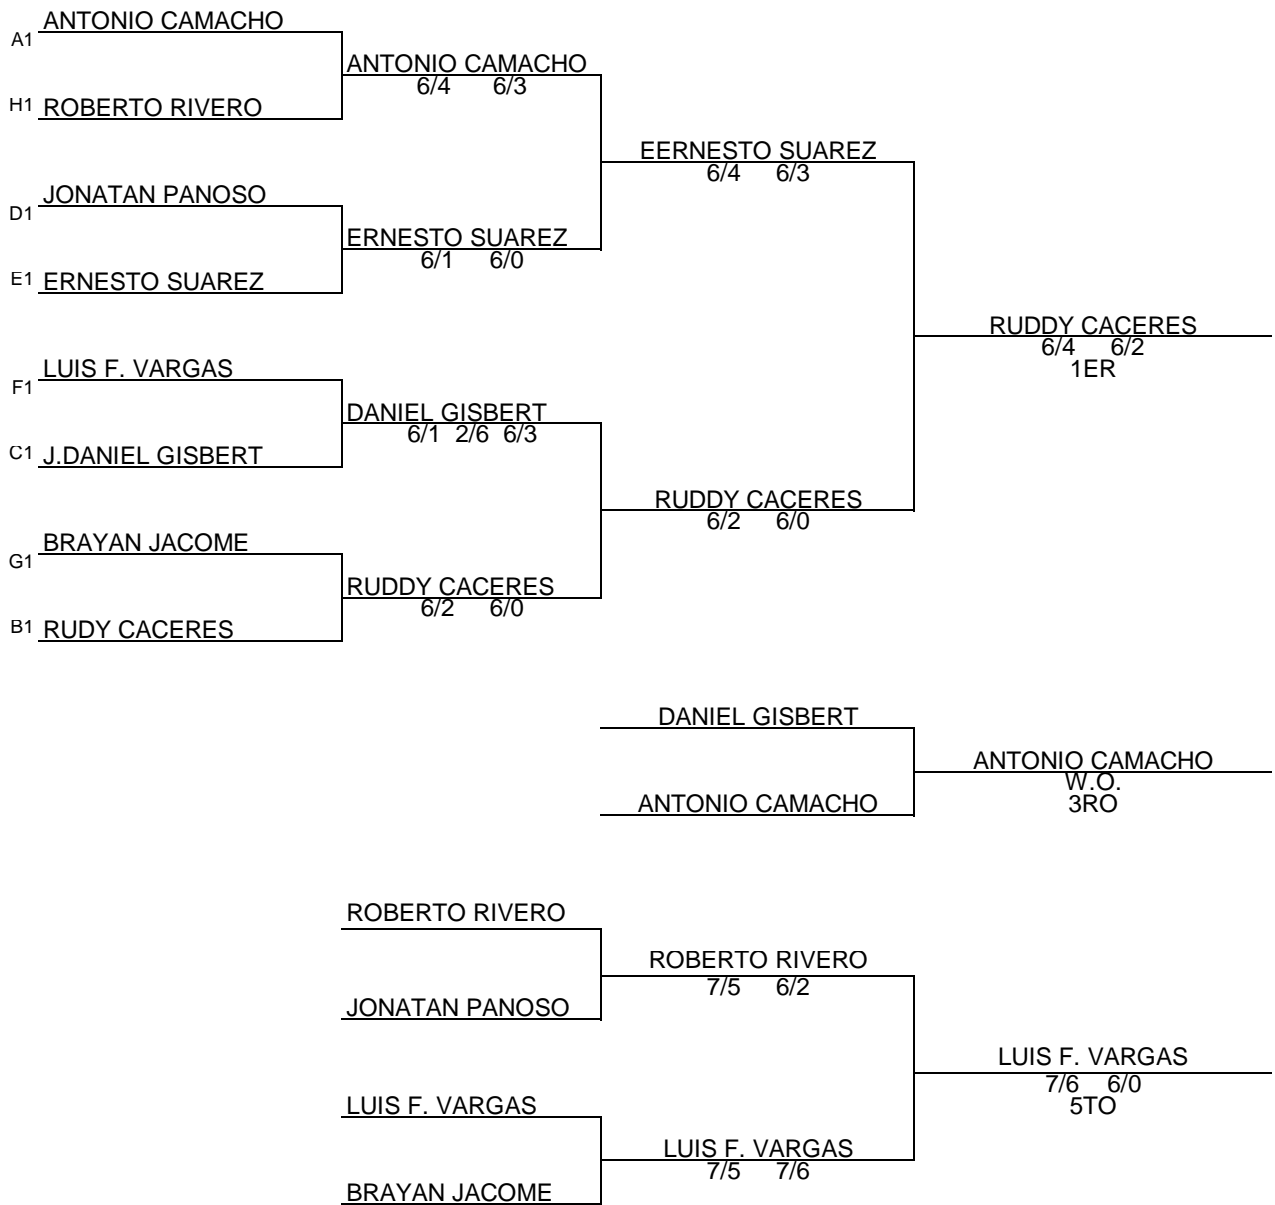 ANTONIO CAMACHO
A1
ANTONIO CAMACHO
6/4 6/3
H1 ROBERTO RIVERO
EERNESTO SUAREZ
6/4 6/3
JONATAN PANOSO
D1
ERNESTO SUAREZ
6/1 6/0
E1 ERNESTO SUAREZ
RUDDY CACERES
6/4 6/2
1ER
LUIS F. VARGAS
F1
DANIEL GISBERT
6/1 2/6 6/3
C1 J.DANIEL GISBERT
RUDDY CACERES
6/2 6/0
BRAYAN JACOME
G1
RUDDY CACERES
6/2 6/0
B1 RUDY CACERES
DANIEL GISBERT
ANTONIO CAMACHO
W.O.
3RO
ANTONIO CAMACHO
ROBERTO RIVERO
ROBERTO RIVERO
7/5 6/2
JONATAN PANOSO
LUIS F. VARGAS
7/6 6/0
5TO
LUIS F. VARGAS
LUIS F. VARGAS
7/5 7/6
BRAYAN JACOME